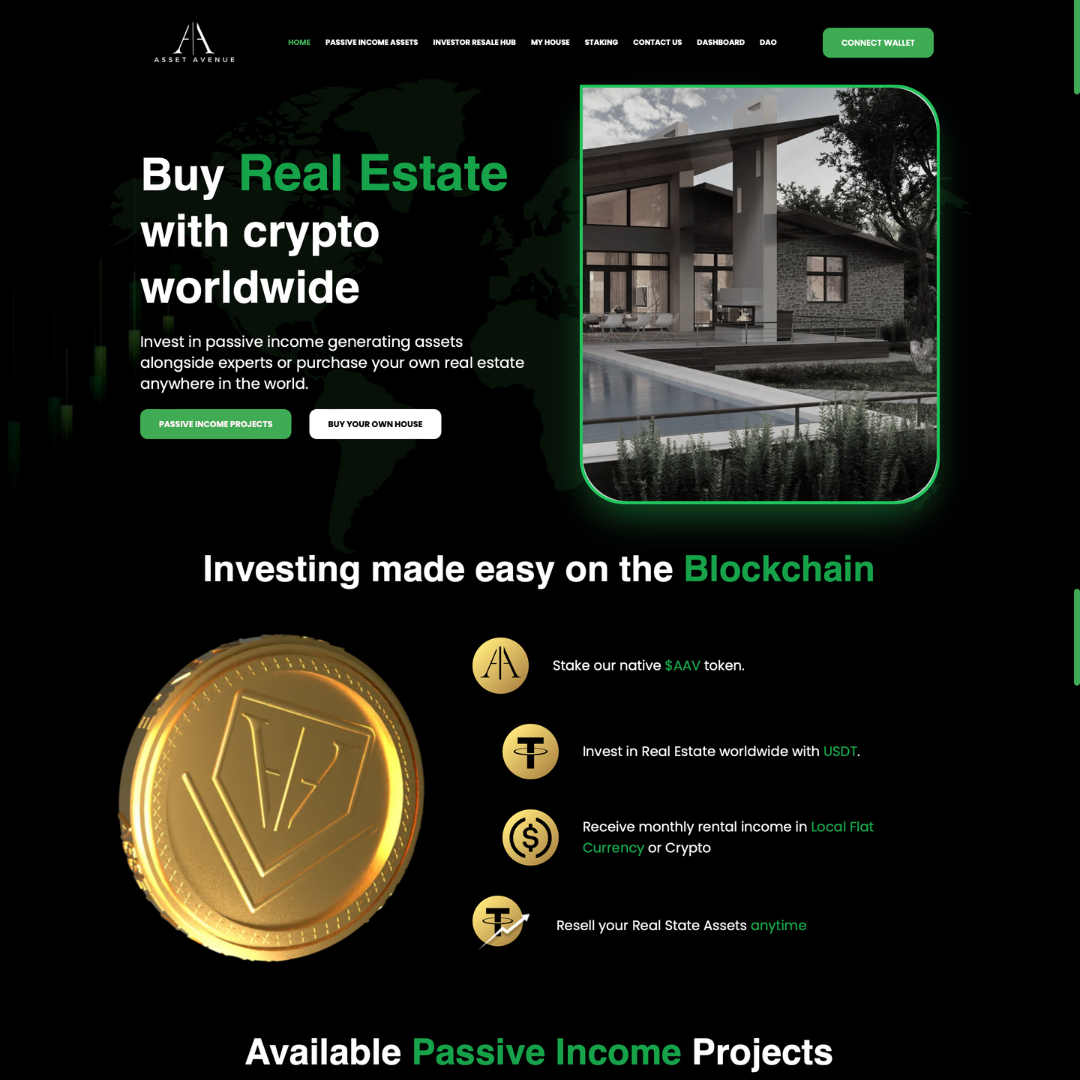 ASSET AVENUE
HOME PASSIVE INCOME ASSETS INVESTOR RESALE HUB MY HOUSE STAKING CONTACT US DASHBOARD DAO
CONNECT WALLET
Buy Real Estate
with crypto
worldwide
Invest in passive income generating assets
alongside experts or purchase your own real estate
anywhere in the world.
PASSIVE INCOME PROJECTS
BUY YOUR OWN HOUSE
Investing made easy on the Blockchain
Stake our native $AAV token.
Invest in Real Estate worldwide with USDT.
Receive monthly rental income in Local Flat
Currency or Crypto
Resell your Real State Assets anytime
Available Passive Income Projects